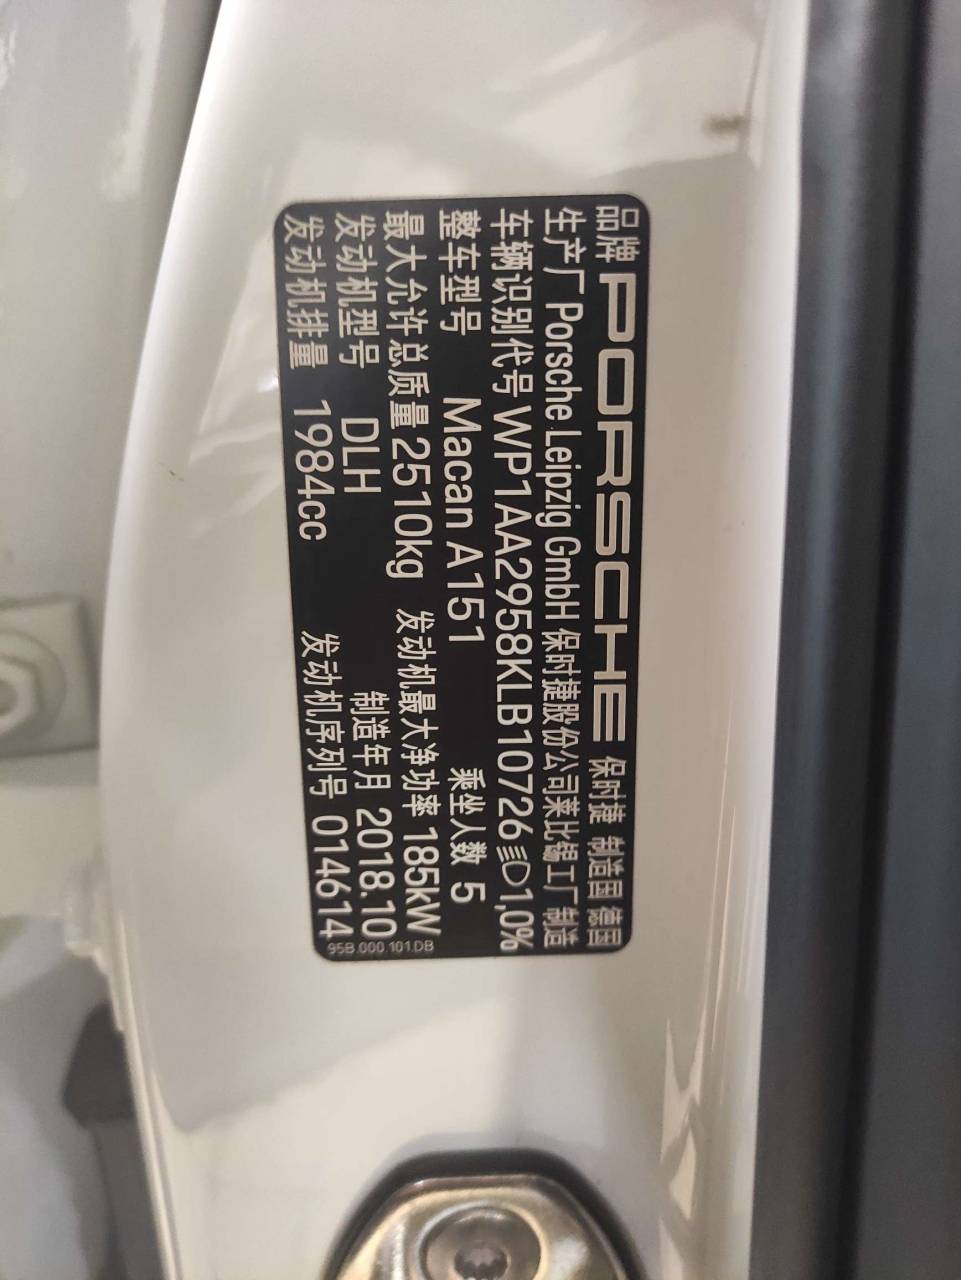 品牌 PORSCHE 保时捷 制造国 德国
生产厂 Porsche Leipzig GmbH 保时捷股份公司莱比锡工厂制造
车辆识别代号 WP1AA2958KLB10726 1,0%
整车型号 Macan A151 乘坐人数 5
最大允许总质量 2510kg 发动机最大净功率 185kW
发动机型号 DLH 制造年月 2018.10
发动机排量 1984cc 发动机序列号 014614
95B.000.101.DB